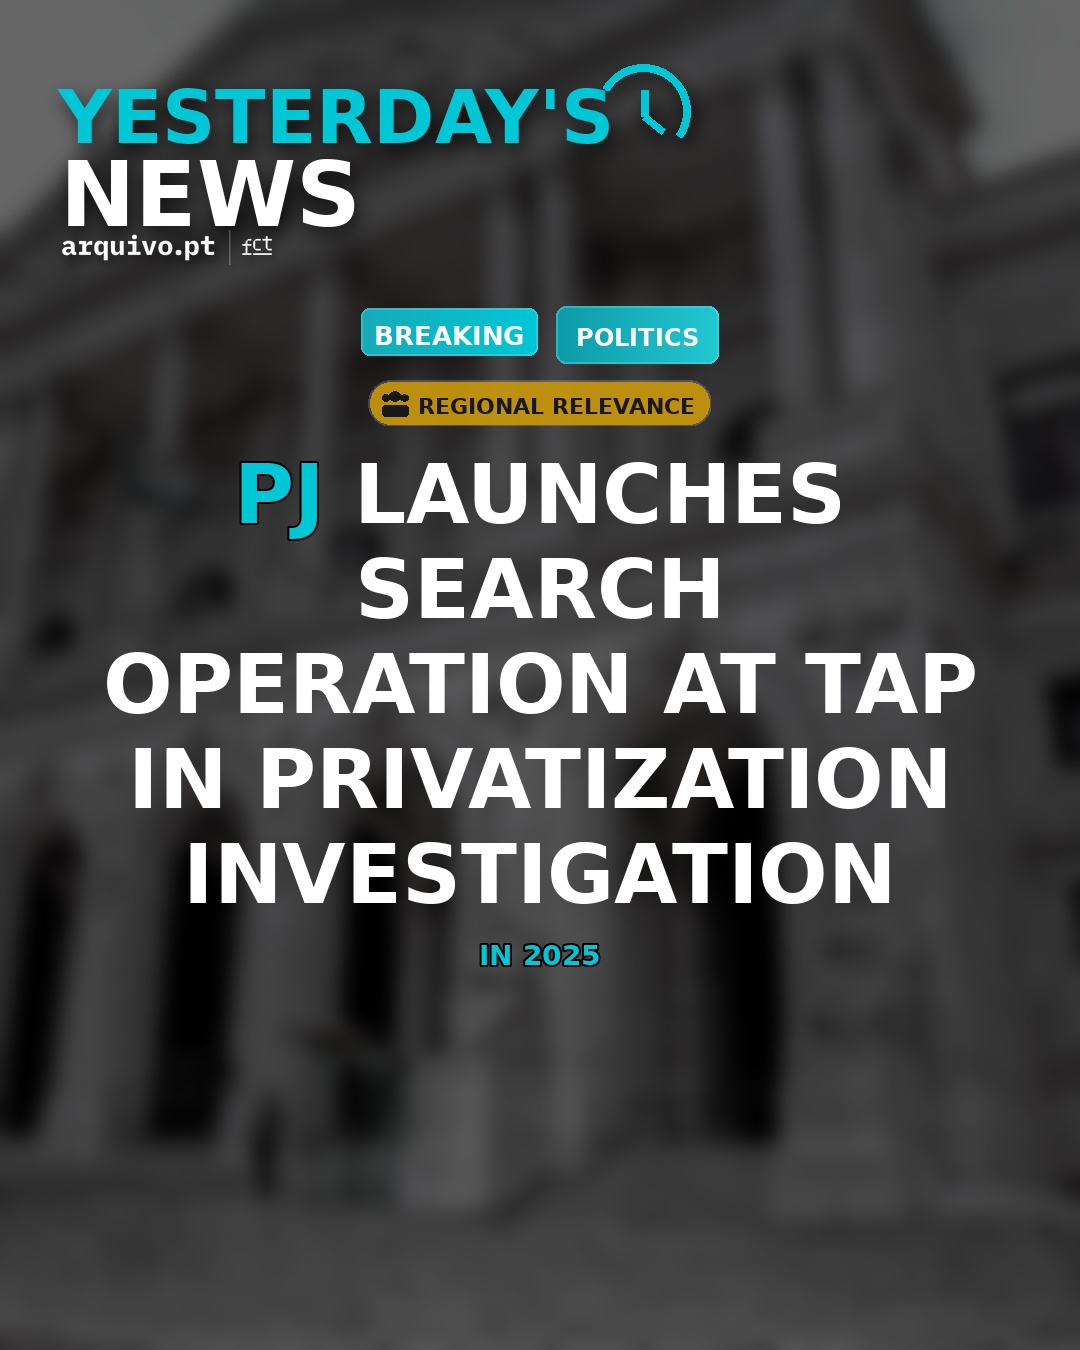 YESTERDAY'S
NEWS
arquivo.pt | fct
BREAKING POLITICS
REGIONAL RELEVANCE
PJ LAUNCHES
SEARCH
OPERATION AT TAP
IN PRIVATIZATION
INVESTIGATION
IN 2025